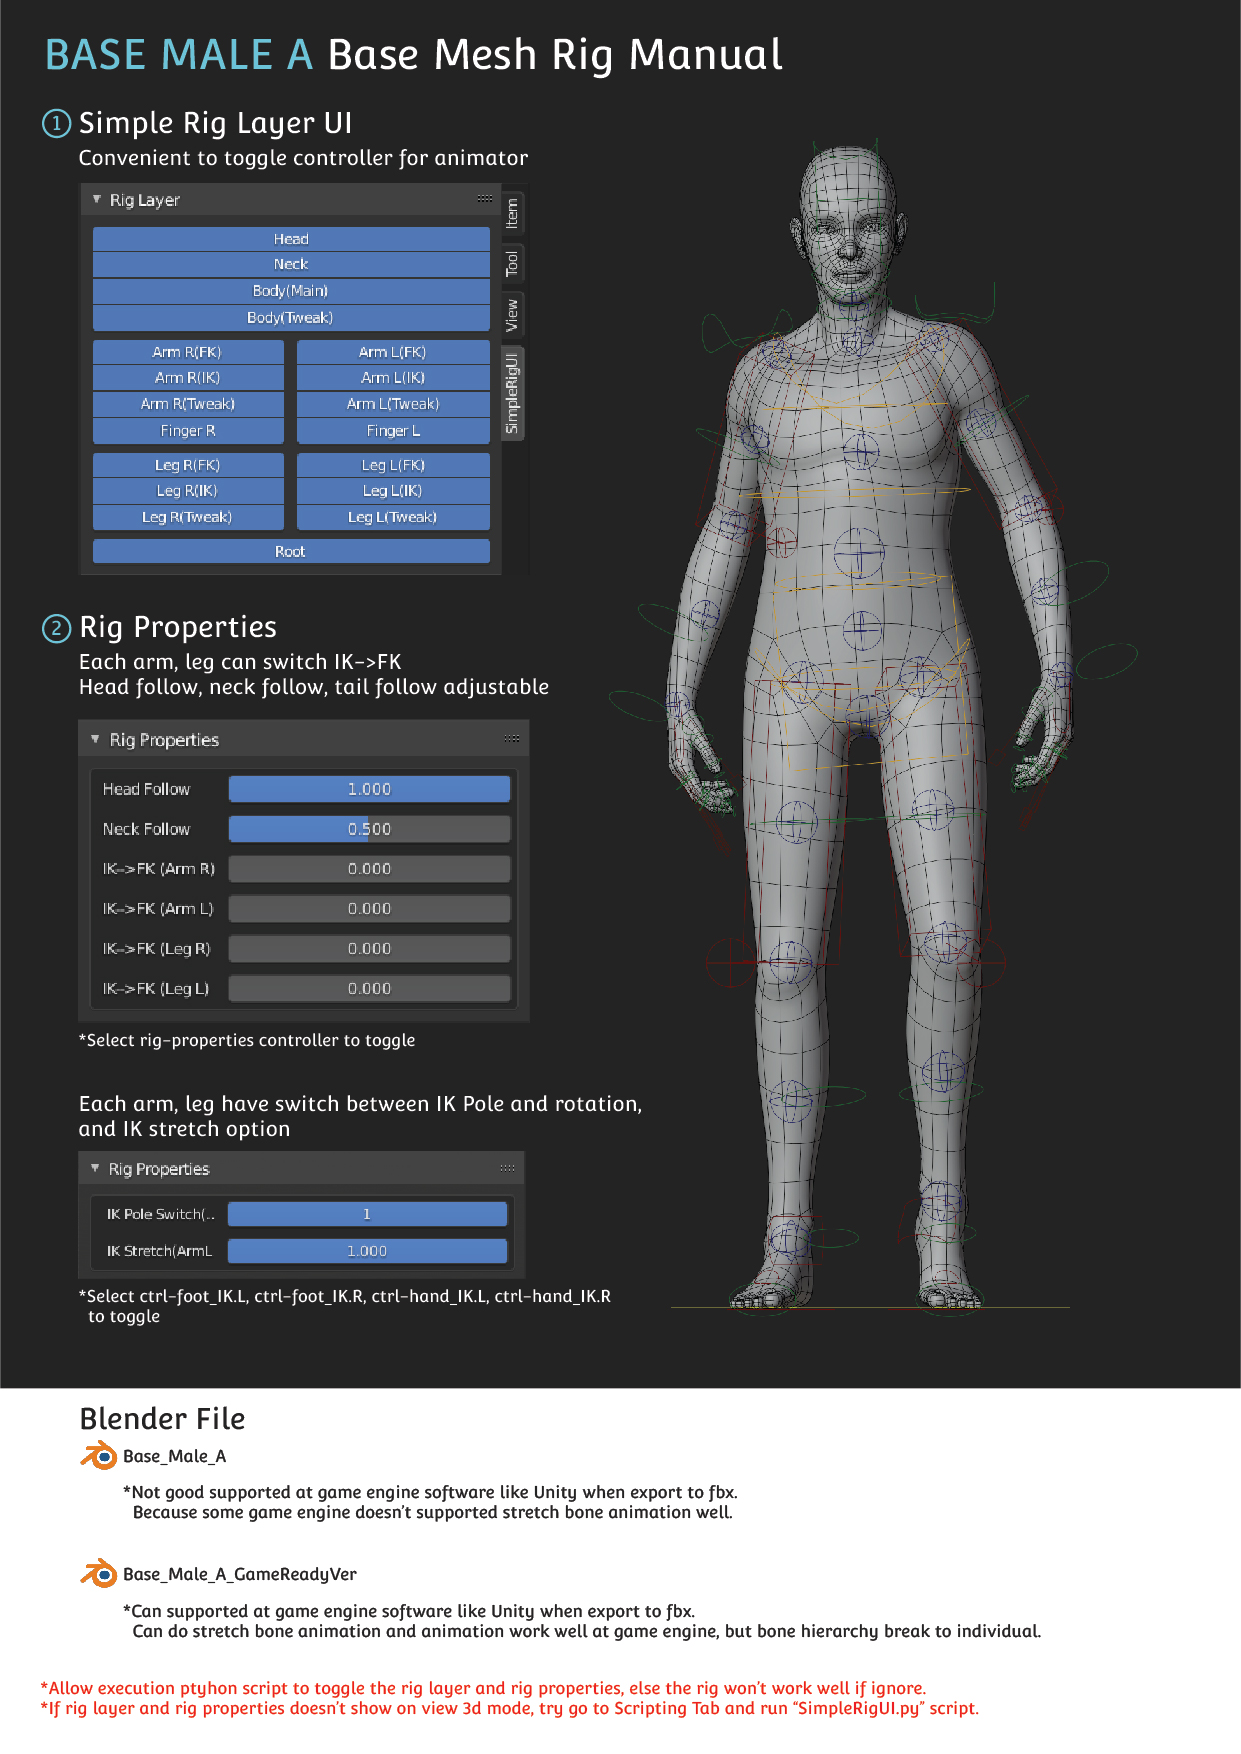 BASE MALE A Base Mesh Rig Manual
1 Simple Rig Layer UI
Convenient to toggle controller for animator
Rig Layer
Head
Neck
Body(Main)
Body(Tweak)
Arm R(FK) Arm L(FK)
Arm R(IK) Arm L(IK)
Arm R(Tweak) Arm L(Tweak)
Finger R Finger L
Leg R(FK) Leg L(FK)
Leg R(IK) Leg L(IK)
Leg R(Tweak) Leg L(Tweak)
Root
Item
Tool
View
SimpleRigUI
2 Rig Properties
Each arm, leg can switch IK->FK
Head follow, neck follow, tail follow adjustable
Rig Properties
Head Follow 1.000
Neck Follow 0.500
IK->FK (Arm R) 0.000
IK->FK (Arm L) 0.000
IK->FK (Leg R) 0.000
IK->FK (Leg L) 0.000
*Select rig-properties controller to toggle
Each arm, leg have switch between IK Pole and rotation,
and IK stretch option
Rig Properties
IK Pole Switch(.. 1
IK Stretch(ArmL 1.000
*Select ctrl-foot_IK.L, ctrl-foot_IK.R, ctrl-hand_IK.L, ctrl-hand_IK.R
to toggle
Blender File
Base_Male_A
*Not good supported at game engine software like Unity when export to fbx.
Because some game engine doesn't supported stretch bone animation well.
Base_Male_A_GameReadyVer
*Can supported at game engine software like Unity when export to fbx.
Can do stretch bone animation and animation work well at game engine, but bone hierarchy break to individual.
*Allow execution ptyhon script to toggle the rig layer and rig properties, else the rig won't work well if ignore.
*If rig layer and rig properties doesn't show on view 3d mode, try go to Scripting Tab and run “SimpleRigUI.py” script.